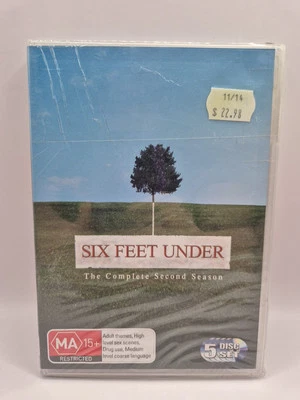 11/14
$ 22.98
SIX FEET UNDER
The Complete Second Season
MA 15+
RESTRICTED
Adult themes, High
level sex scenes,
Drug use, Medium
level coarse language
5 DISC
SET